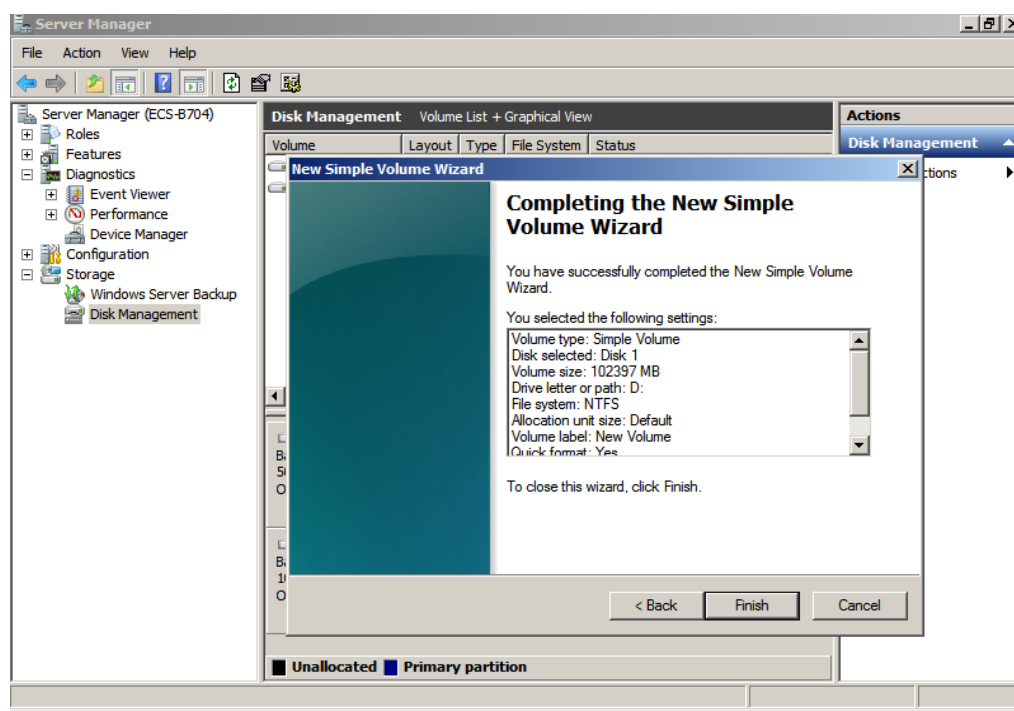 Server Manager
File Action View Help
Server Manager (ECS-B704)
Roles
Features
Diagnostics
Event Viewer
Performance
Device Manager
Configuration
Storage
Windows Server Backup
Disk Management
Disk Management Volume List + Graphical View
Volume Layout Type File System Status
Actions
Disk Management
ctions
New Simple Volume Wizard
Completing the New Simple
Volume Wizard
You have successfully completed the New Simple Volume
Wizard.
You selected the following settings:
Volume type: Simple Volume
Disk selected: Disk 1
Volume size: 102397 MB
Drive letter or path: D:
File system: NTFS
Allocation unit size: Default
Volume label: New Volume
Quick format: Yes
To close this wizard, click Finish.
< Back Finish Cancel
Unallocated Primary partition